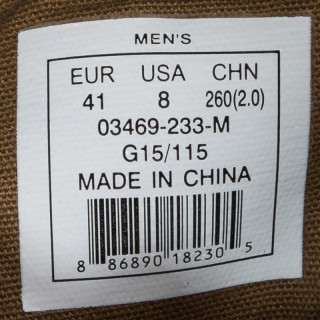 MEN'S
EUR USA CHN
41 8 260(2.0)
03469-233-M
G15/115
MADE IN CHINA
8 86890 18230 5